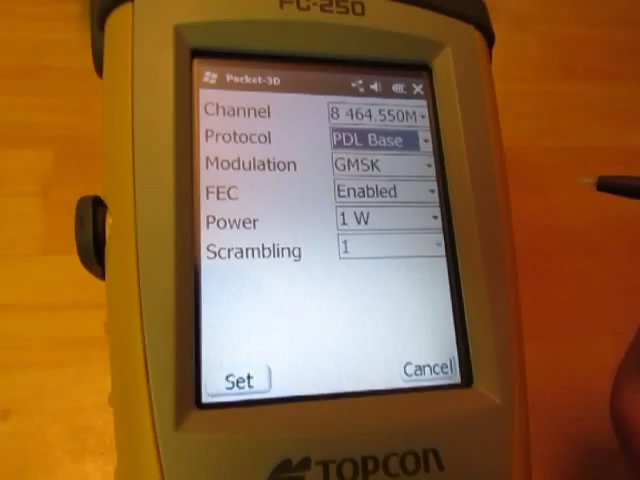 FC-250
Pocket-3D
Channel 8 464.550M
Protocol PDL Base
Modulation GMSK
FEC Enabled
Power 1 W
Scrambling 1
Set Cancel
TOPCON